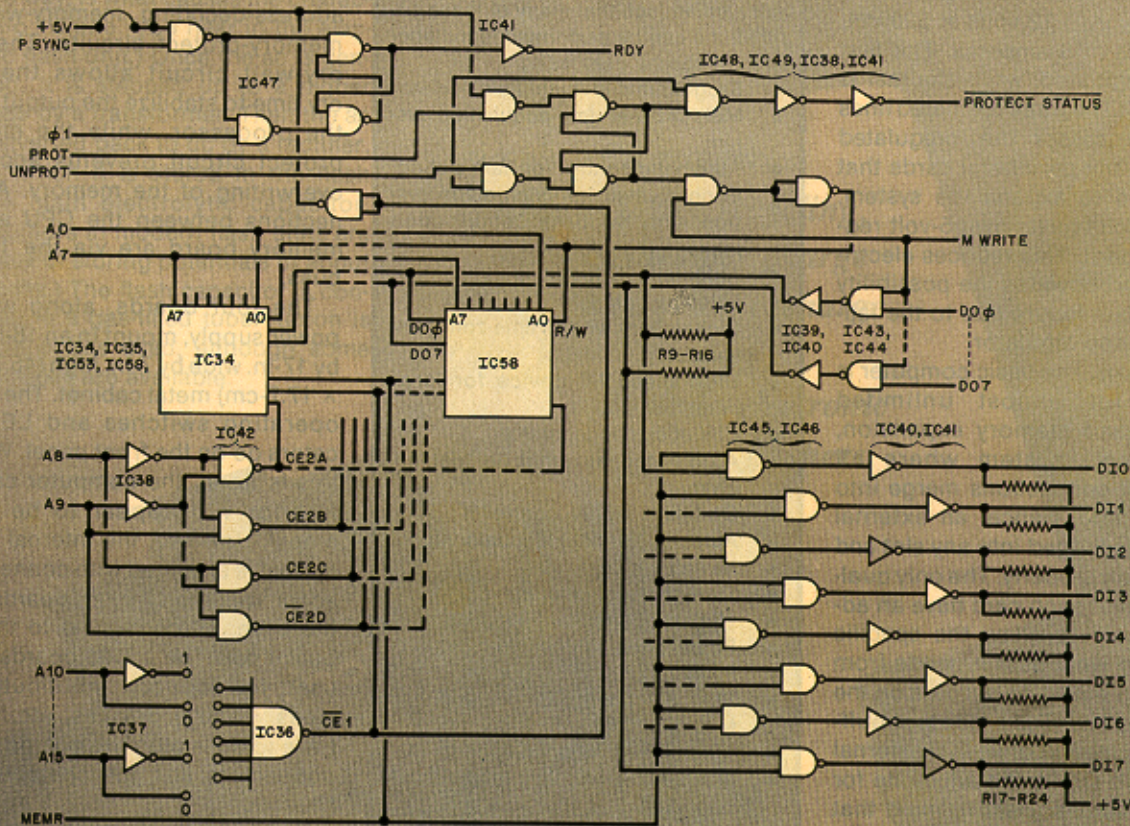 +5V
P SYNC
IC47
IC41
RDY
IC48, IC49, IC38, IC41
PROTECT STATUS
φ1
PROT
UNPROT
A0
A7
M WRITE
A7
A0
IC34
IC34, IC35,
IC53, IC58,
DOφ
DO7
A7
A0
R/W
IC58
+5V
R9-R16
IC39,
IC40
IC43,
IC44
DOφ
DO7
IC42
A8
IC38
A9
CE2A
CE2B
CE2C
CE2D
IC45, IC46
IC40, IC41
DI0
DI1
DI2
DI3
DI4
DI5
DI6
DI7
R17-R24
+5V
A10
1
0
IC37
A15
1
0
IC36
CE1
MEMR